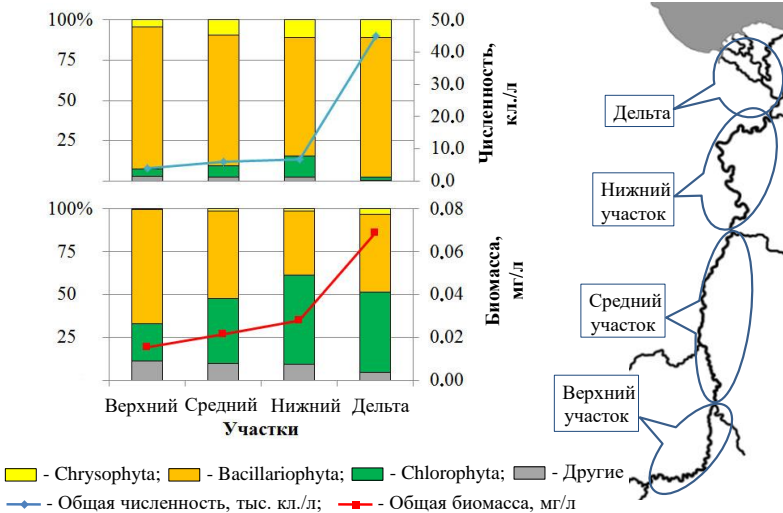 100%
75
50
25
50.0
40.0
30.0
20.0
10.0
0.0
Численность,
кл./л
100%
75
50
25
0.08
0.06
0.04
0.02
0.00
Биомасса,
мг/л
Верхний Средний Нижний Дельта
Участки
- Chrysophyta; - Bacillariophyta; - Chlorophyta; - Другие
- Общая численность, тыс. кл./л; - Общая биомасса, мг/л
Дельта
Нижний
участок
Средний
участок
Верхний
участок